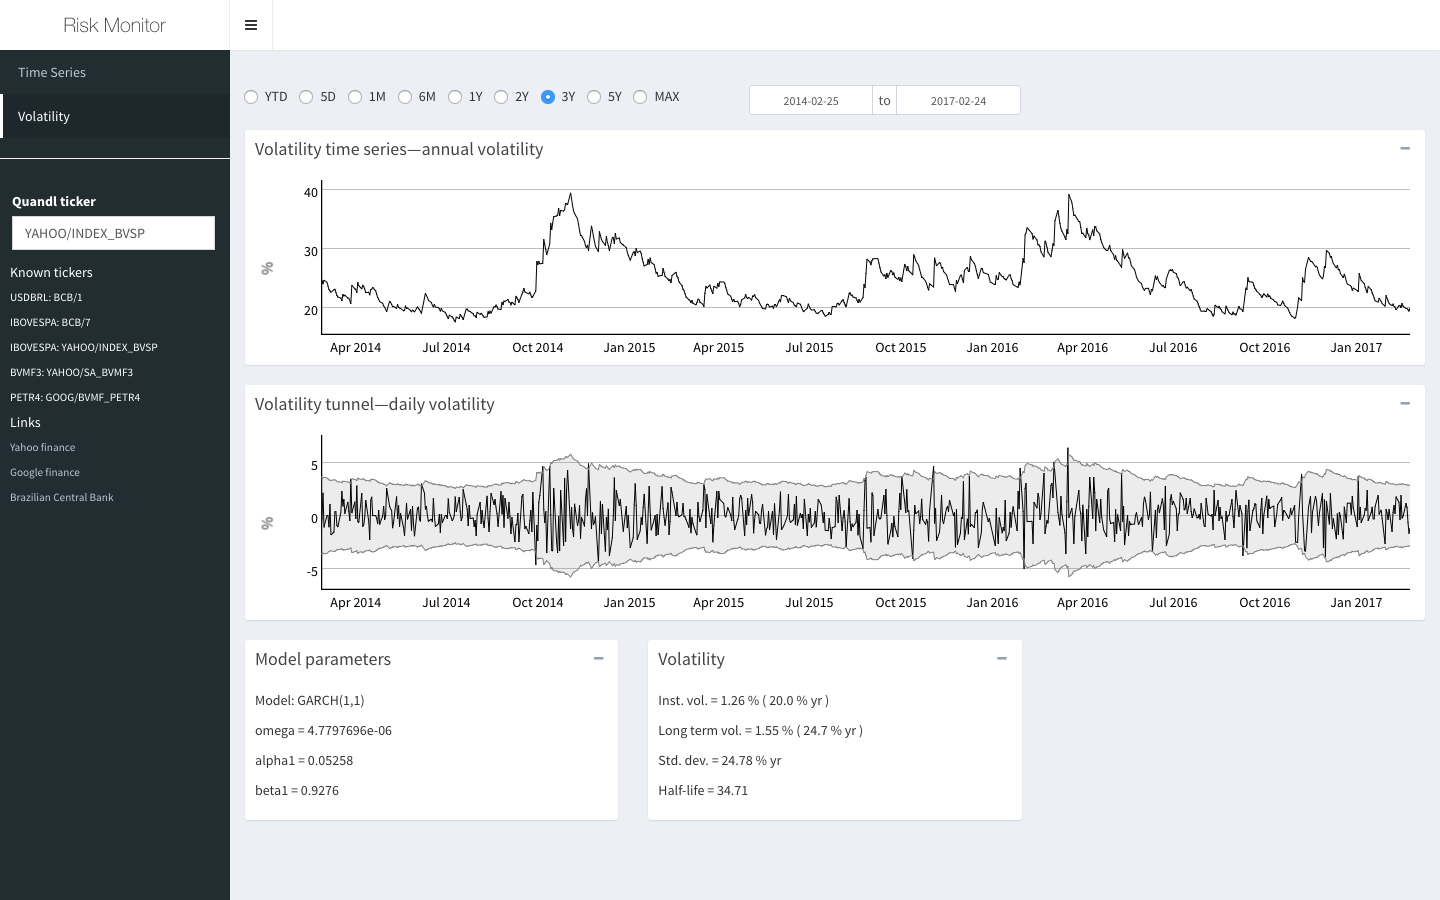 Risk Monitor
Time Series
Volatility
Quandl ticker
YAHOO/INDEX_BVSP
Known tickers
USDBRL: BCB/1
IBOVESPA: BCB/7
IBOVESPA: YAHOO/INDEX_BVSP
BVMF3: YAHOO/SA_BVMF3
PETR4: GOOG/BVMF_PETR4
Links
Yahoo finance
Google finance
Brazilian Central Bank
YTD 5D 1M 6M 1Y 2Y 3Y 5Y MAX
2014-02-25 to 2017-02-24
Volatility time series—annual volatility
40
30
%
20
Apr 2014 Jul 2014 Oct 2014 Jan 2015 Apr 2015 Jul 2015 Oct 2015 Jan 2016 Apr 2016 Jul 2016 Oct 2016 Jan 2017
Volatility tunnel—daily volatility
5
0
%
-5
Apr 2014 Jul 2014 Oct 2014 Jan 2015 Apr 2015 Jul 2015 Oct 2015 Jan 2016 Apr 2016 Jul 2016 Oct 2016 Jan 2017
Model parameters
Model: GARCH(1,1)
omega = 4.7797696e-06
alpha1 = 0.05258
beta1 = 0.9276
Volatility
Inst. vol. = 1.26 % ( 20.0 % yr )
Long term vol. = 1.55 % ( 24.7 % yr )
Std. dev. = 24.78 % yr
Half-life = 34.71